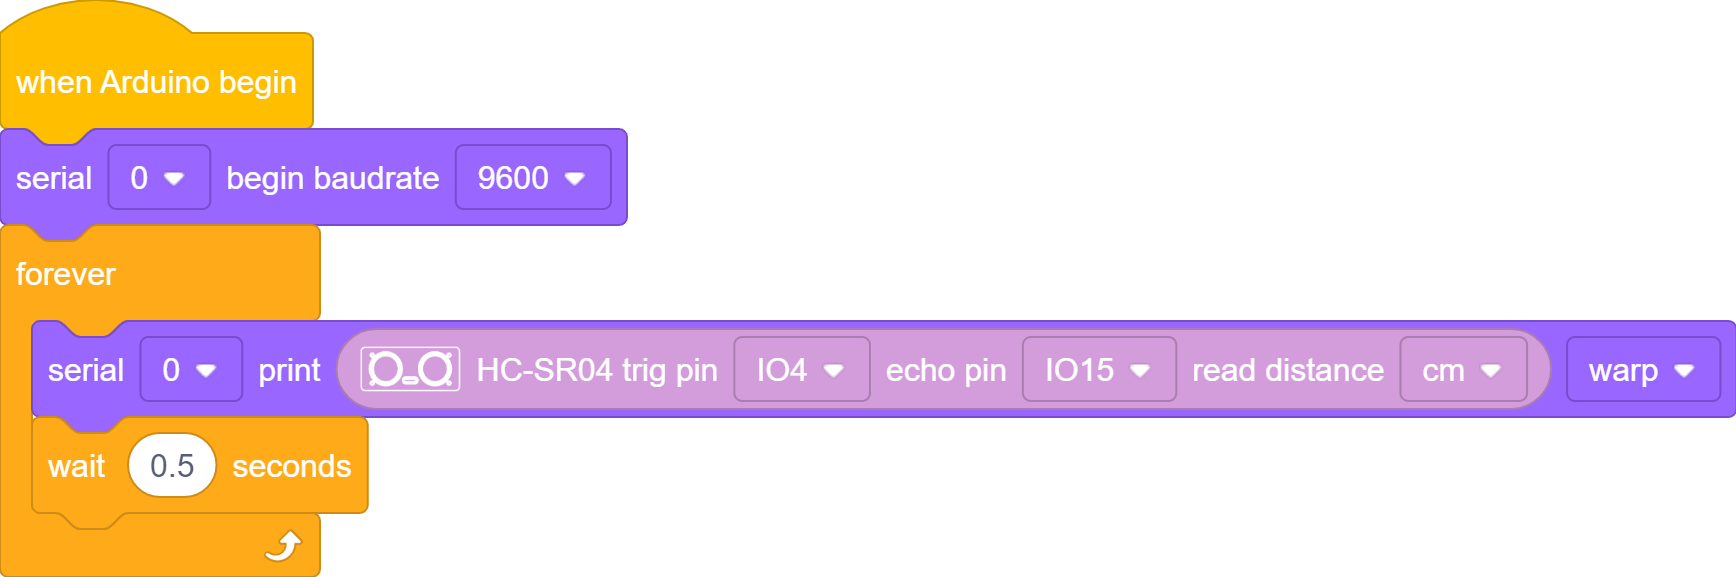 when Arduino begin
serial 0 begin baudrate 9600
forever
serial 0 print HC-SR04 trig pin IO4 echo pin IO15 read distance cm warp
wait 0.5 seconds